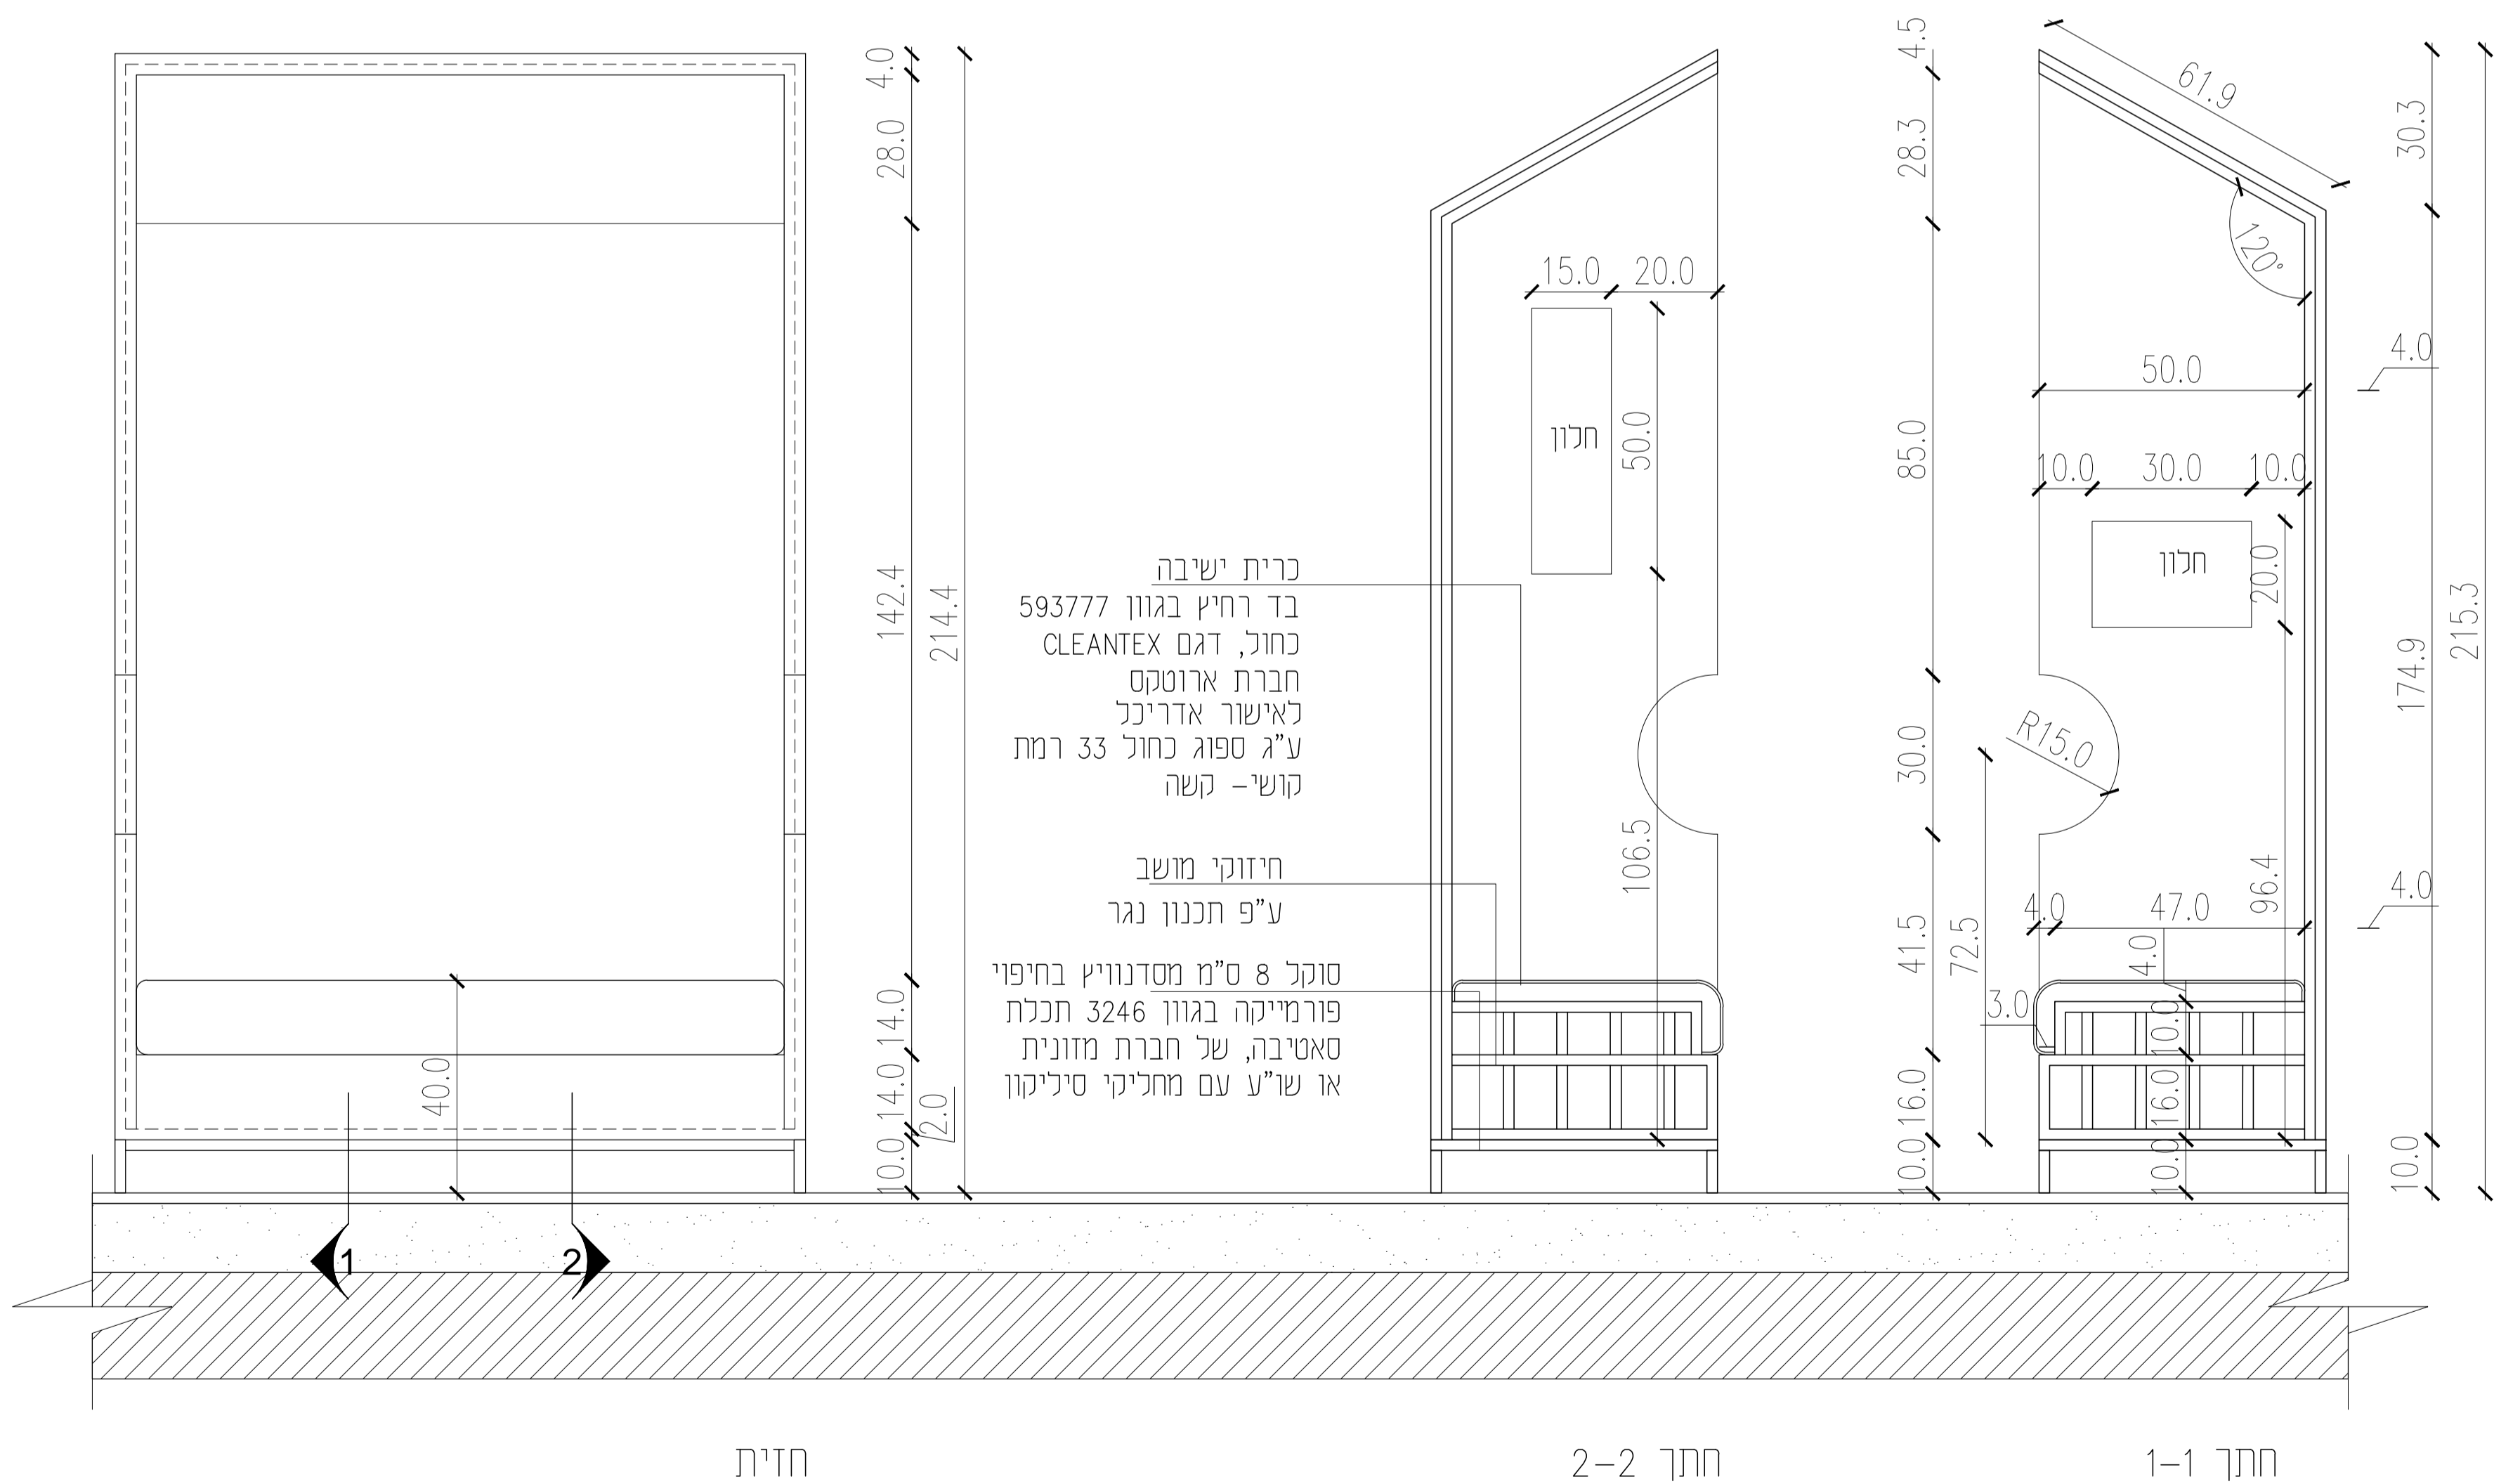 4.0
28.0
142.4
214.4
14.0
14.0
2.0
10.0
40.0
1
2
כרית ישיבה
בד רחיץ בגוון 593777
כחול, דגם CLEANTEX
חברת ארוטקס
לאישור אדריכל
ע"ג ספוג כחול 33 רמת
קושי- קשה
חיזוקי מושב
ע"פ תכנון נגר
סוקל 8 ס"מ מסדנוויץ בחיפוי
פורמייקה בגוון 3246 תכלת
סאטיבה, של חברת מזונית
או שו"ע עם מחליקי סיליקון
15.0
20.0
חלון
50.0
106.5
4.5
28.3
85.0
30.0
41.5
16.0
10.0
72.5
3.0
61.9
120°
50.0
10.0
30.0
10.0
חלון
20.0
R15.0
96.4
4.0
47.0
4.0
10.0
16.0
10.0
4.0
4.0
30.3
174.9
215.3
10.0
חזית
חתך 2-2
חתך 1-1